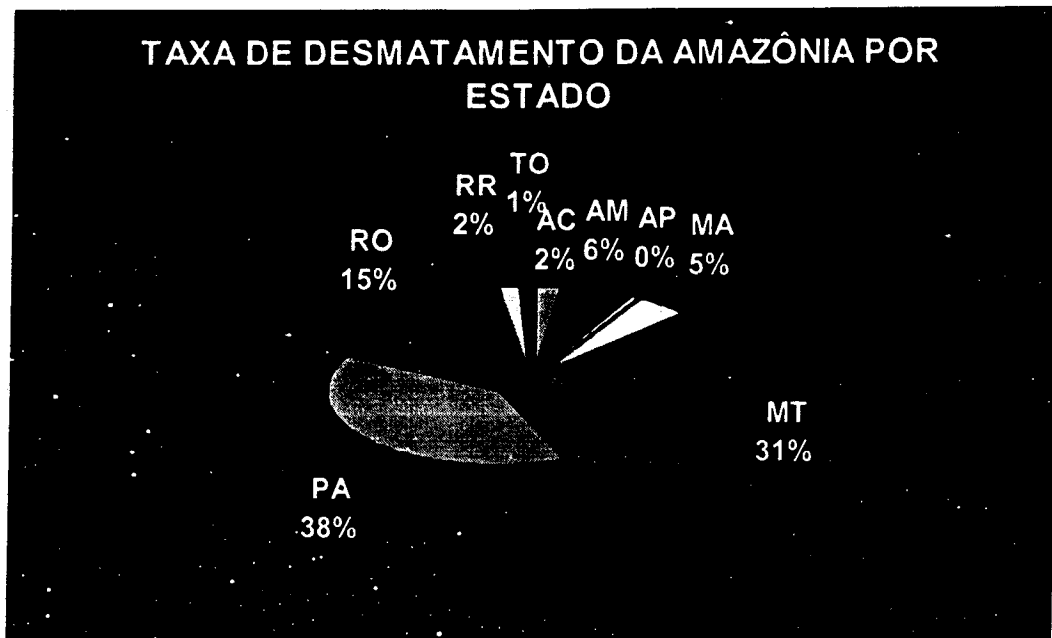 TAXA DE DESMATAMENTO DA AMAZÔNIA POR
ESTADO
TO
1%
RR
2%
AC
2%
AM
6%
AP
0%
MA
5%
RO
15%
MT
31%
PA
38%